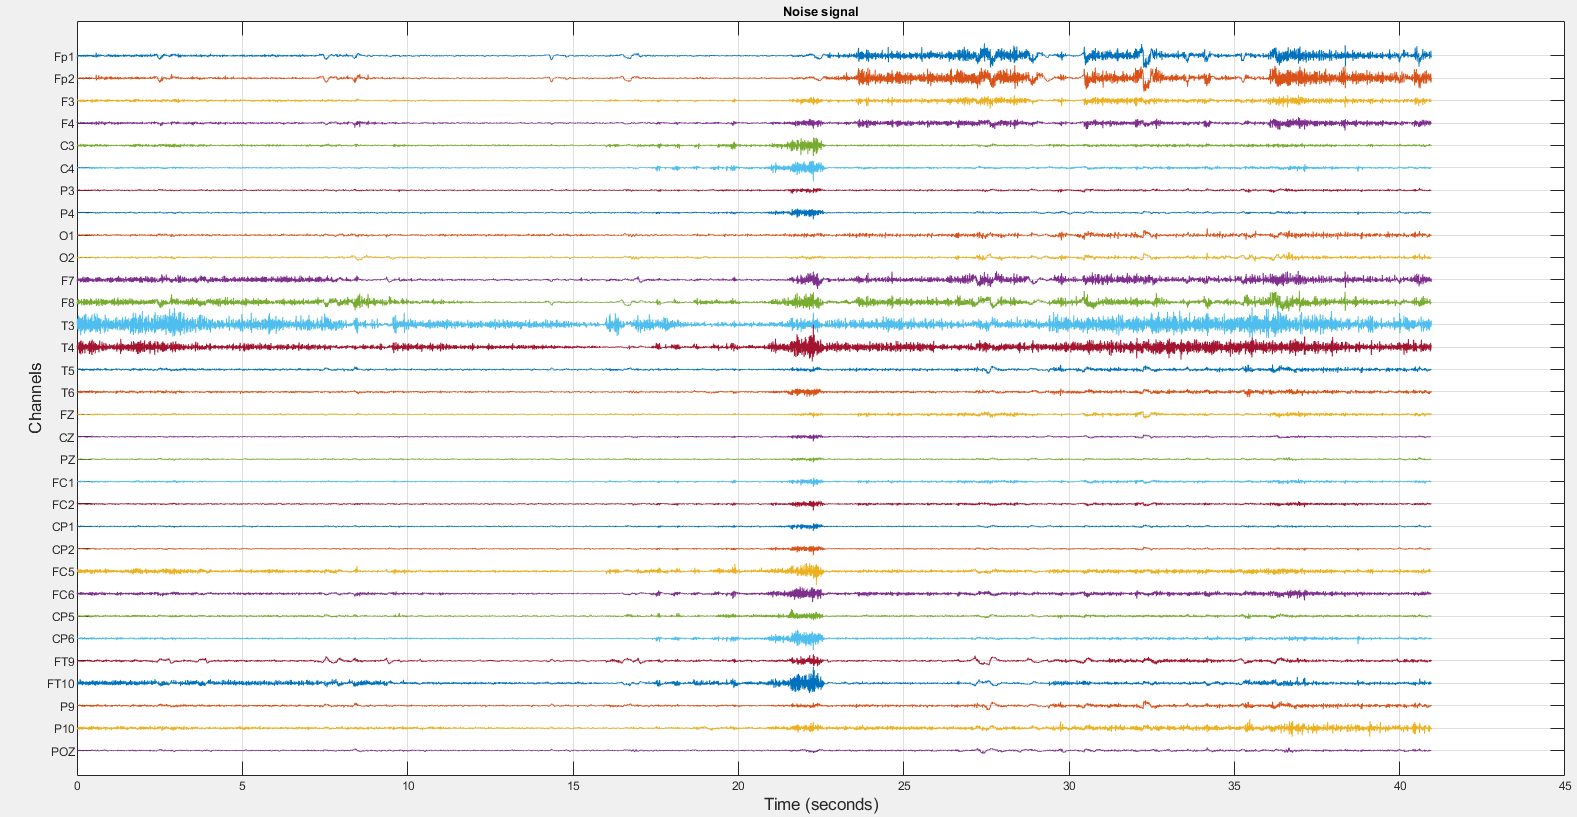 Noise signal
Fp1
Fp2
F3
F4
C3
C4
P3
P4
O1
O2
F7
F8
T3
T4
T5
T6
FZ
CZ
PZ
FC1
FC2
CP1
CP2
FC5
FC6
CP5
CP6
FT9
FT10
P9
P10
POZ
Channels
0 5 10 15 20 25 30 35 40 45
Time (seconds)